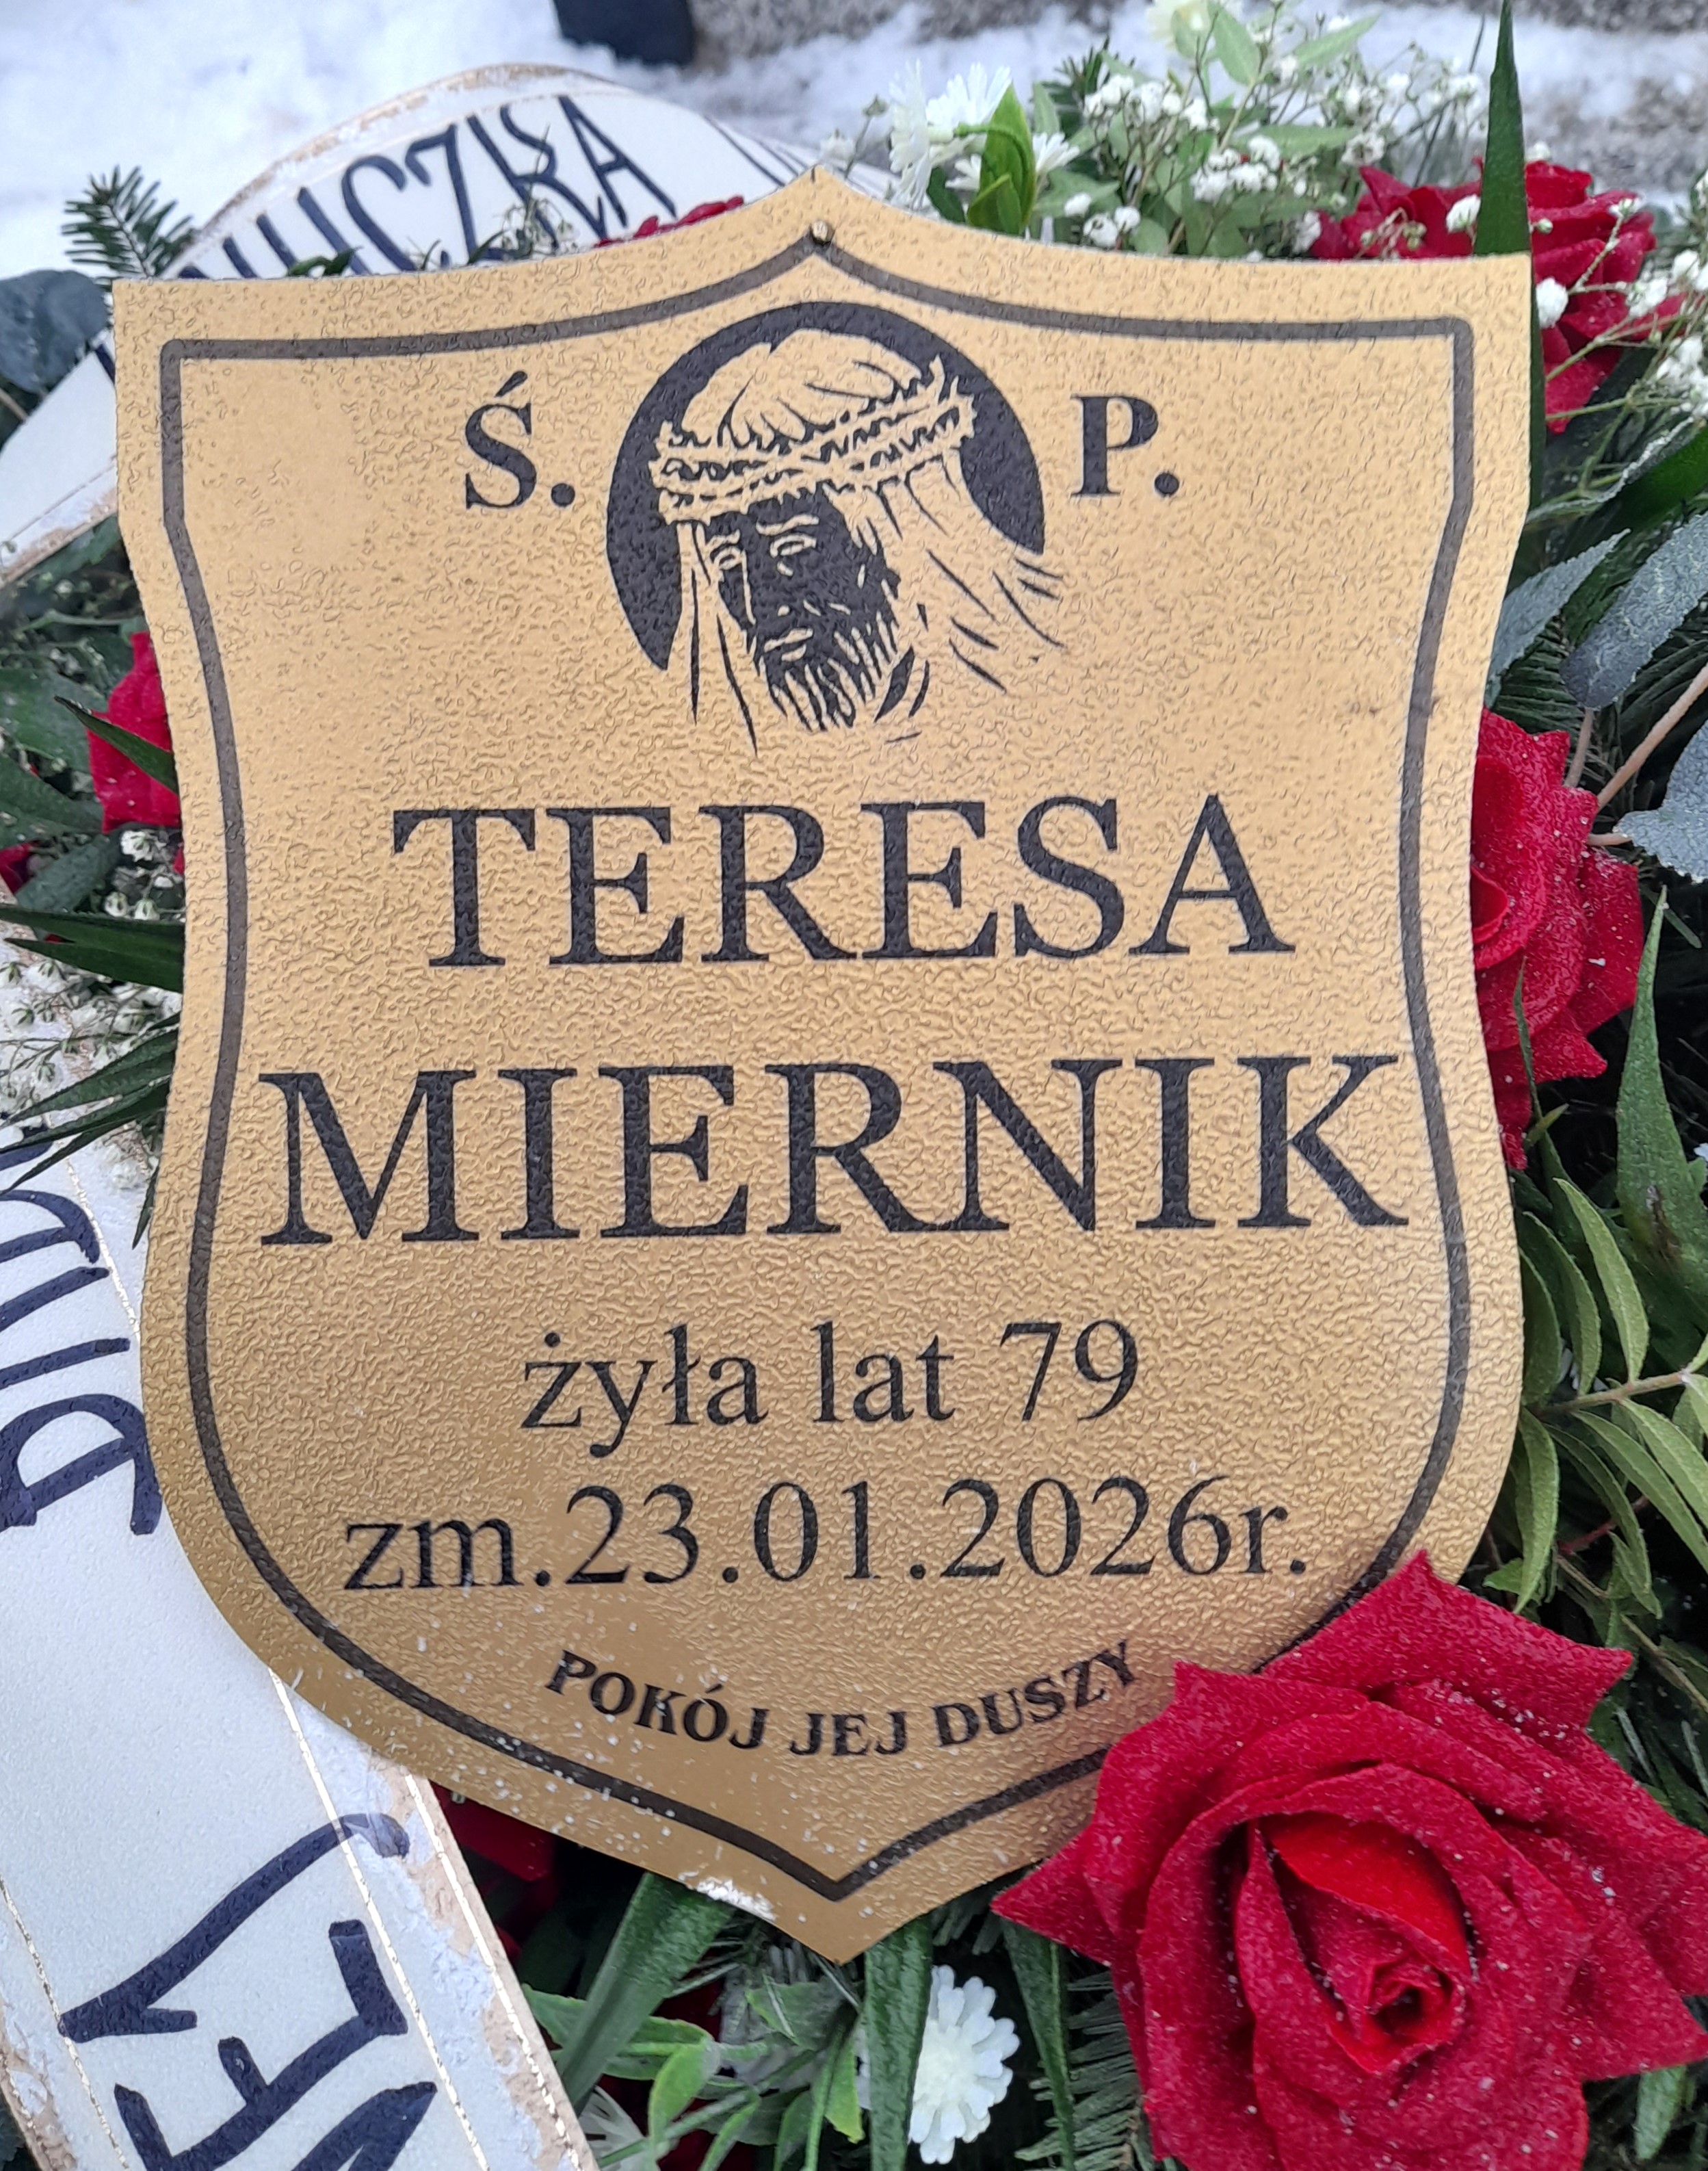 Ś. P.
TERESA
MIERNIK
żyła lat 79
zm.23.01.2026r.
POKÓJ JEJ DUSZY